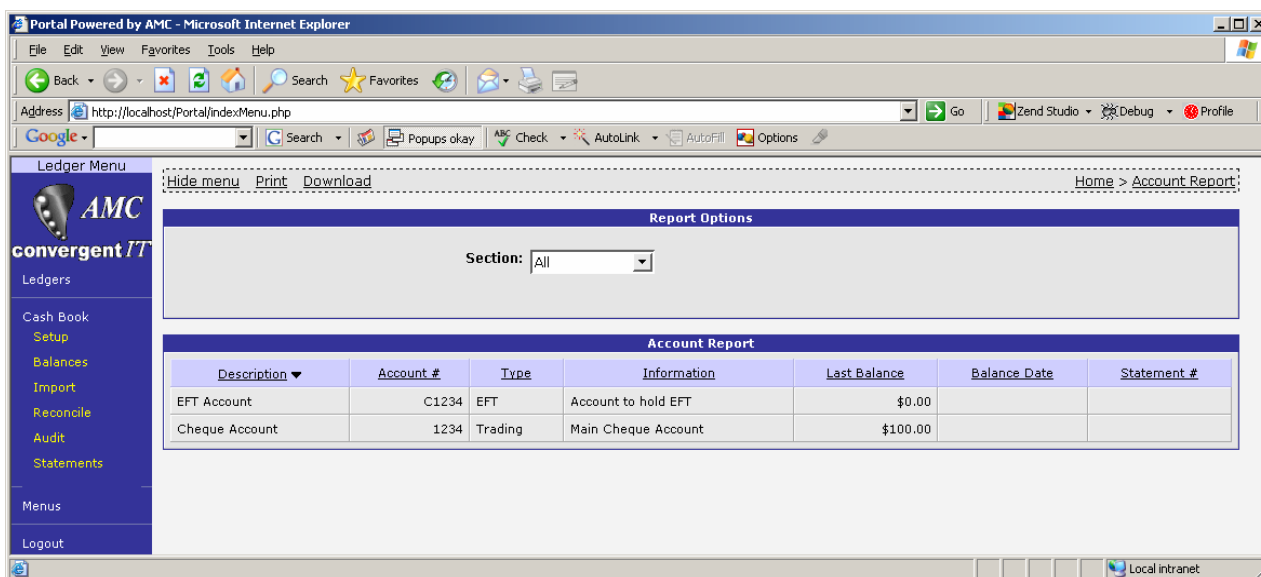 Portal Powered by AMC - Microsoft Internet Explorer
File Edit View Favorites Tools Help
Back Search Favorites
Address http://localhost/Portal/indexMenu.php Go Zend Studio Debug Profile
Google Search Popups okay ABC Check AutoLink AutoFill Options
Ledger Menu
Hide menu Print Download Home > Account Report
AMC
convergent IT
Report Options
Section: All
Ledgers
Cash Book
Setup
Balances
Import
Reconcile
Audit
Statements
Menus
Logout
Account Report
Description Account # Type Information Last Balance Balance Date Statement #
EFT Account C1234 EFT Account to hold EFT $0.00
Cheque Account 1234 Trading Main Cheque Account $100.00
Local intranet